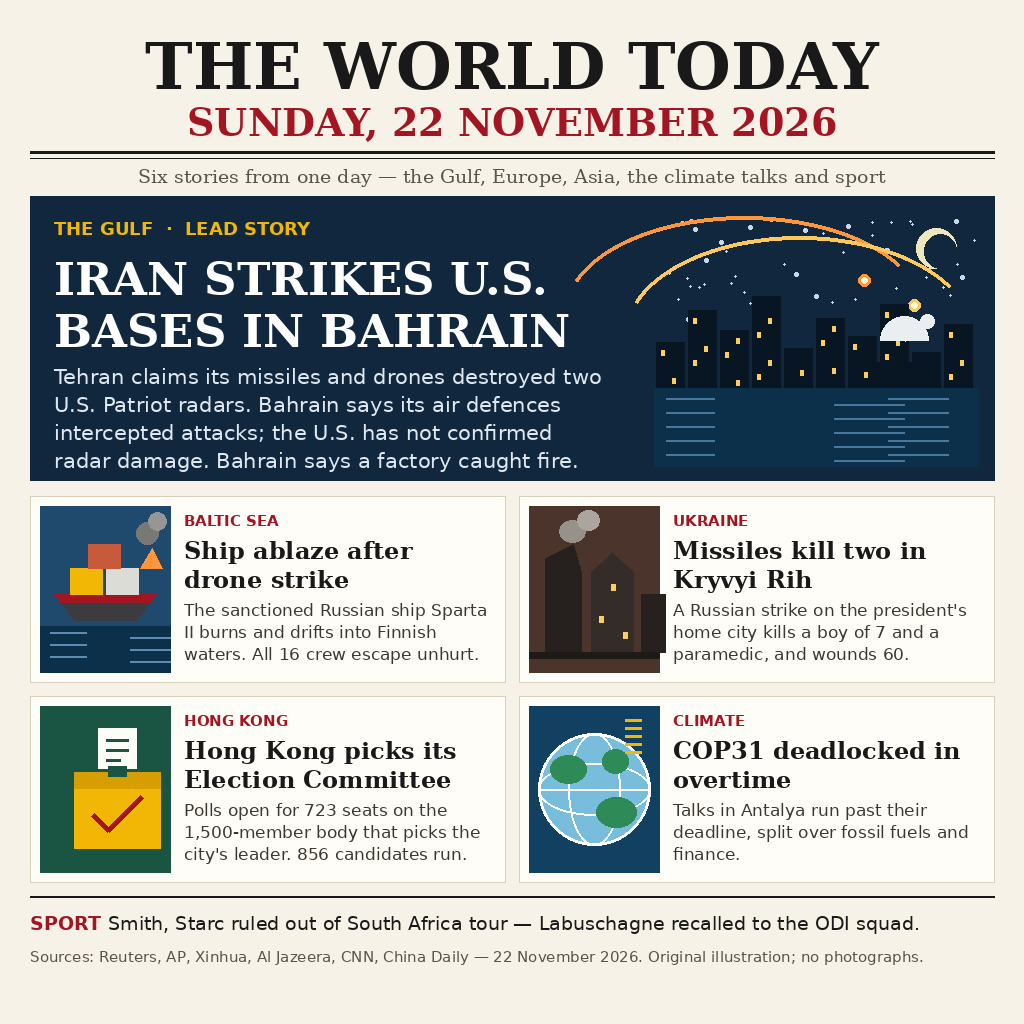 THE WORLD TODAY
SUNDAY, 22 NOVEMBER 2026
Six stories from one day — the Gulf, Europe, Asia, the climate talks and sport
THE GULF · LEAD STORY
IRAN STRIKES U.S.
BASES IN BAHRAIN
Tehran claims its missiles and drones destroyed two
U.S. Patriot radars. Bahrain says its air defences
intercepted attacks; the U.S. has not confirmed
radar damage. Bahrain says a factory caught fire.
BALTIC SEA
Ship ablaze after
drone strike
The sanctioned Russian ship Sparta
II burns and drifts into Finnish
waters. All 16 crew escape unhurt.
UKRAINE
Missiles kill two in
Kryvyi Rih
A Russian strike on the president's
home city kills a boy of 7 and a
paramedic, and wounds 60.
HONG KONG
Hong Kong picks its
Election Committee
Polls open for 723 seats on the
1,500-member body that picks the
city's leader. 856 candidates run.
CLIMATE
COP31 deadlocked in
overtime
Talks in Antalya run past their
deadline, split over fossil fuels and
finance.
SPORT Smith, Starc ruled out of South Africa tour — Labuschagne recalled to the ODI squad.
Sources: Reuters, AP, Xinhua, Al Jazeera, CNN, China Daily — 22 November 2026. Original illustration; no photographs.